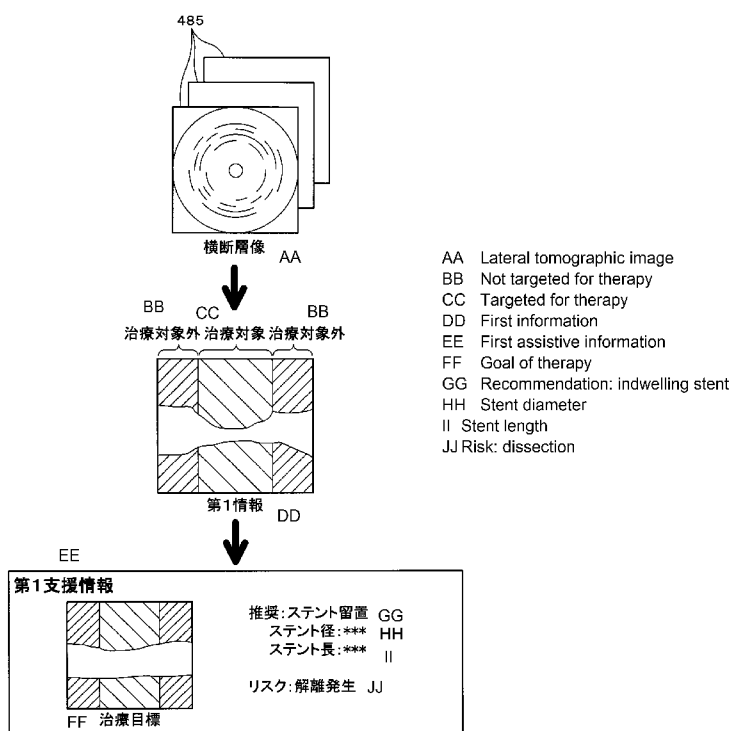 485
横断層像 AA
BB CC BB
治療対象外 治療対象 治療対象外
第1情報 DD
EE
第1支援情報
推奨:ステント留置 GG
ステント径:*** HH
ステント長:*** II
リスク:解離発生 JJ
FF 治療目標
AA Lateral tomographic image
BB Not targeted for therapy
CC Targeted for therapy
DD First information
EE First assistive information
FF Goal of therapy
GG Recommendation: indwelling stent
HH Stent diameter
II Stent length
JJ Risk: dissection